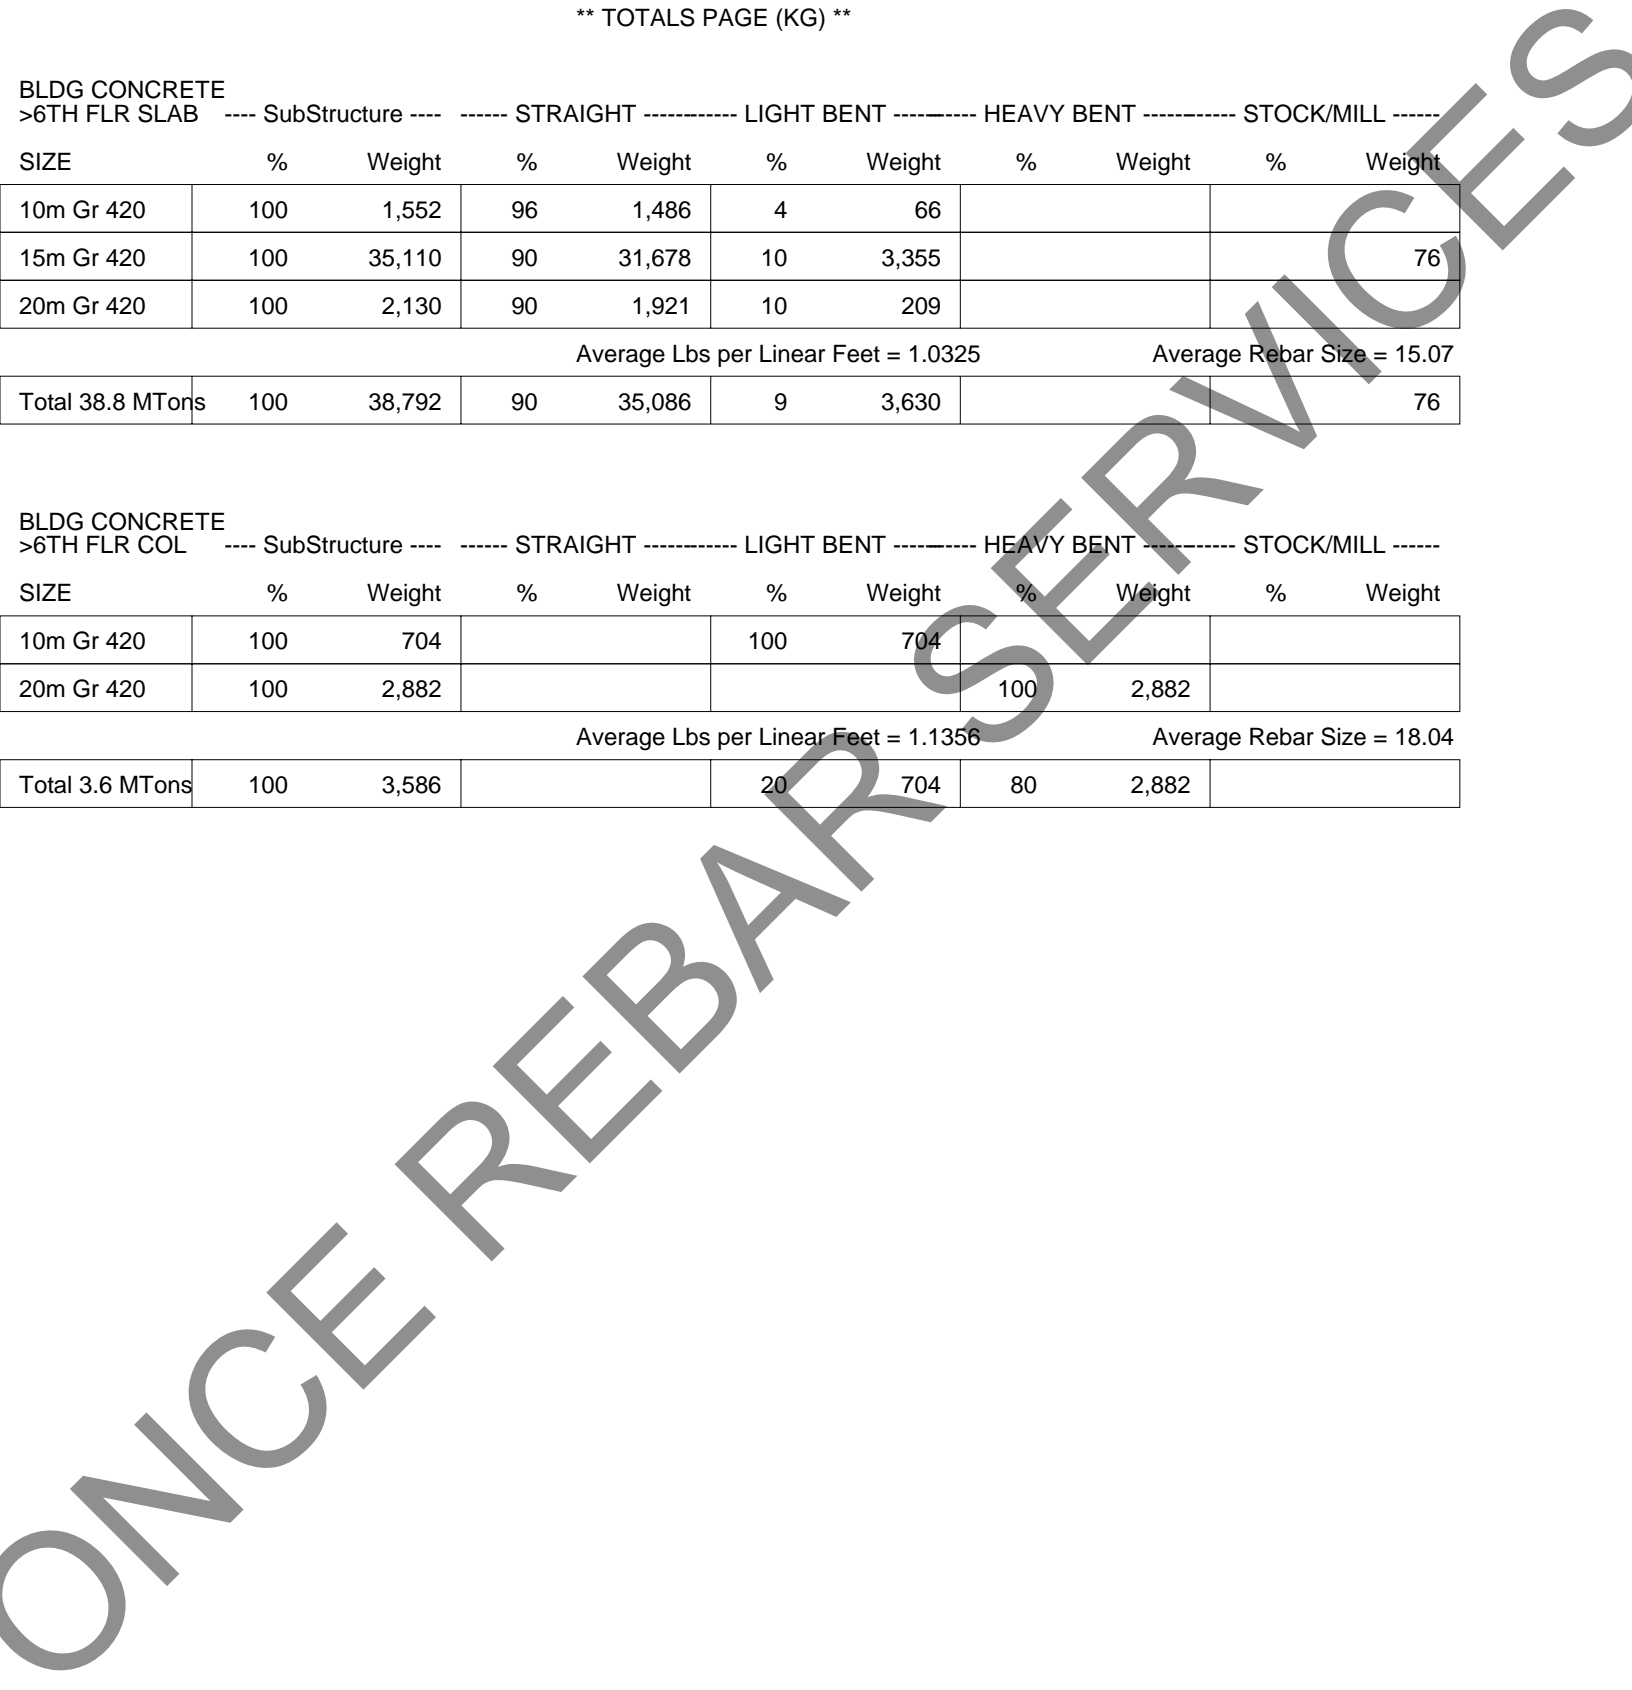 ** TOTALS PAGE (KG) **
BLDG CONCRETE
>6TH FLR SLAB ---- SubStructure ---- ------ STRAIGHT ------------- LIGHT BENT ------------- HEAVY BENT ------------- STOCK/MILL ------
SIZE % Weight % Weight % Weight % Weight % Weight
10m Gr 420 100 1,552 96 1,486 4 66
15m Gr 420 100 35,110 90 31,678 10 3,355 76
20m Gr 420 100 2,130 90 1,921 10 209
Average Lbs per Linear Feet = 1.0325 Average Rebar Size = 15.07
Total 38.8 MTons 100 38,792 90 35,086 9 3,630 76
BLDG CONCRETE
>6TH FLR COL ---- SubStructure ---- ------ STRAIGHT ------------- LIGHT BENT ------------- HEAVY BENT ------------- STOCK/MILL ------
SIZE % Weight % Weight % Weight % Weight % Weight
10m Gr 420 100 704 100 704
20m Gr 420 100 2,882 100 2,882
Average Lbs per Linear Feet = 1.1356 Average Rebar Size = 18.04
Total 3.6 MTons 100 3,586 20 704 80 2,882
ONCE REBAR SERVICES